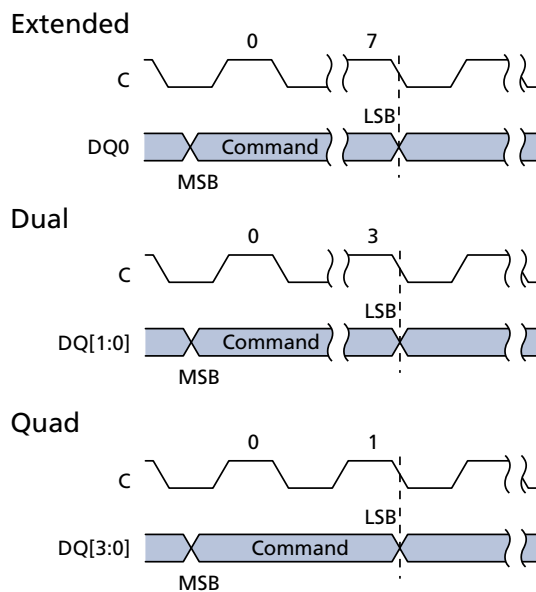 Extended
0 7
C
LSB
DQ0 Command
MSB
Dual
0 3
C
LSB
DQ[1:0] Command
MSB
Quad
0 1
C
LSB
DQ[3:0] Command
MSB